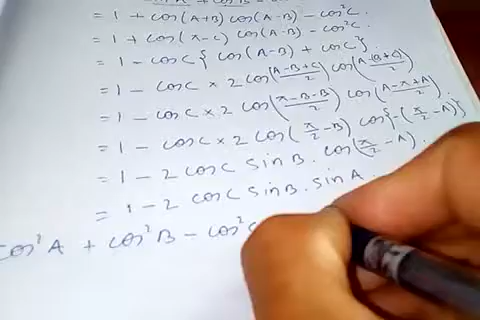 = 1 + cos(A+B) cos(A-B) - cos²C.
= 1 + cos(π-C) cos(A-B) - cos²C.
= 1 - cosC { cos(A-B) + cosC }.
= 1 - cosC × 2 cos(A-B+C)/2) cos(A-B+C)/2)
= 1 - cosC × 2 cos(π-B-B/2) cos(A-π+A/2).
= 1 - cosC × 2 cos(π/2 - B) cos{-(π/2 - A)}
= 1 - 2 cosC sinB. cos(π/2 - A).
= 1 - 2 cosC sinB. sinA.
cos²A + cos²B - cos²